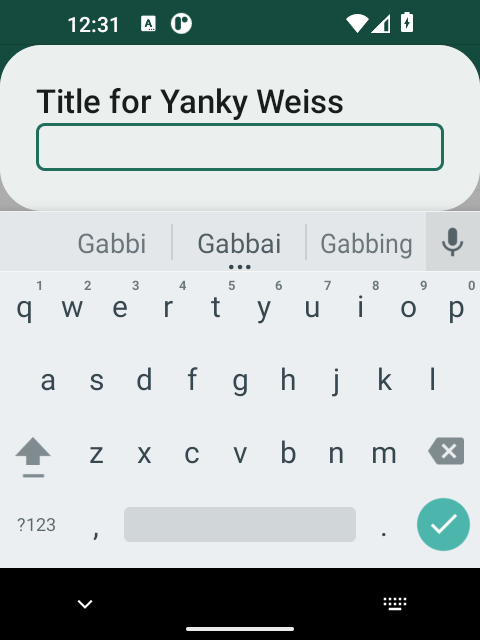 12:31
Title for Yanky Weiss
Gabbi Gabbai Gabbing
1 2 3 4 5 6 7 8 9 0
q w e r t y u i o p
a s d f g h j k l
z x c v b n m
?123 , .